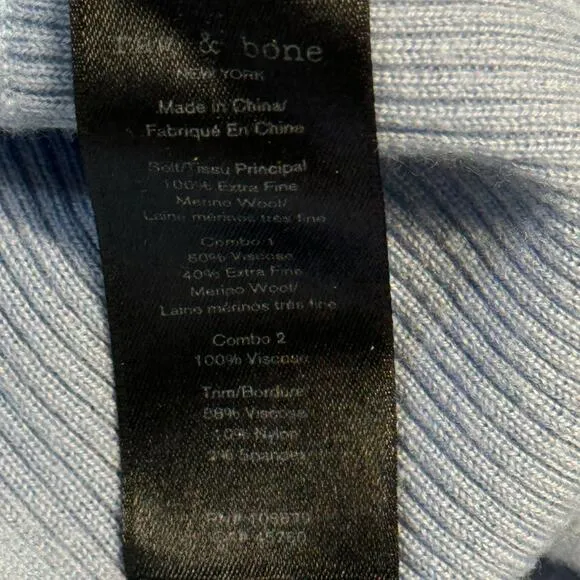 rag & bone
NEW YORK
Made in China/
Fabriqué En Chine
Self/Tissu Principal
100% Extra Fine
Merino Wool/
Laine mérinos très fine
Combo 1
60% Viscose
40% Extra Fine
Merino Wool/
Laine mérinos très fine
Combo 2
100% Viscose
Trim/Bordure
88% Viscose
10% Nylon
2% Spandex